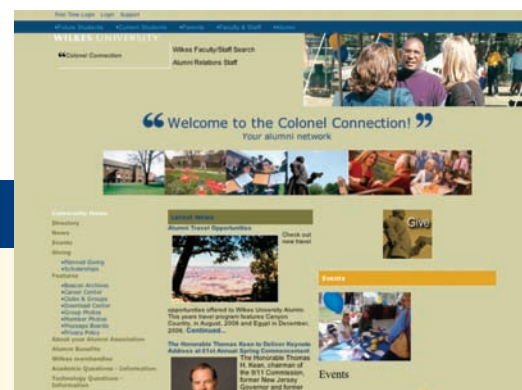 First Time Login Login Support
•Future Students •Current Students •Parents •Faculty & Staff •Alumni
WILKES UNIVERSITY
❝Colonel Connection
Wilkes Faculty/Staff Search
Alumni Relations Staff
❝ Welcome to the Colonel Connection! ❞
Your alumni network
Community Home
Directory
News
Events
Giving
•Planned Giving
•Scholarships
Features
•Beacon Archives
•Career Center
•Clubs & Groups
•Download Center
•Group Photos
•Member Photos
•Message Boards
•Privacy Policy
About your Alumni Association
Alumni Benefits
Wilkes merchandise
Academic Questions - Information
Technology Questions - Information
Latest News
Alumni Travel Opportunities
Check out new travel
opportunities offered to Wilkes University Alumni.
This years travel program features Canyon
Country, in August, 2006 and Egypt in December,
2006. Continued...
The Honorable Thomas Kean to Deliver Keynote
Address at 61st Annual Spring Commencement
The Honorable Thomas
H. Kean, chairman of
the 9/11 Commission,
former New Jersey
Governor and former
Give
Events
Events